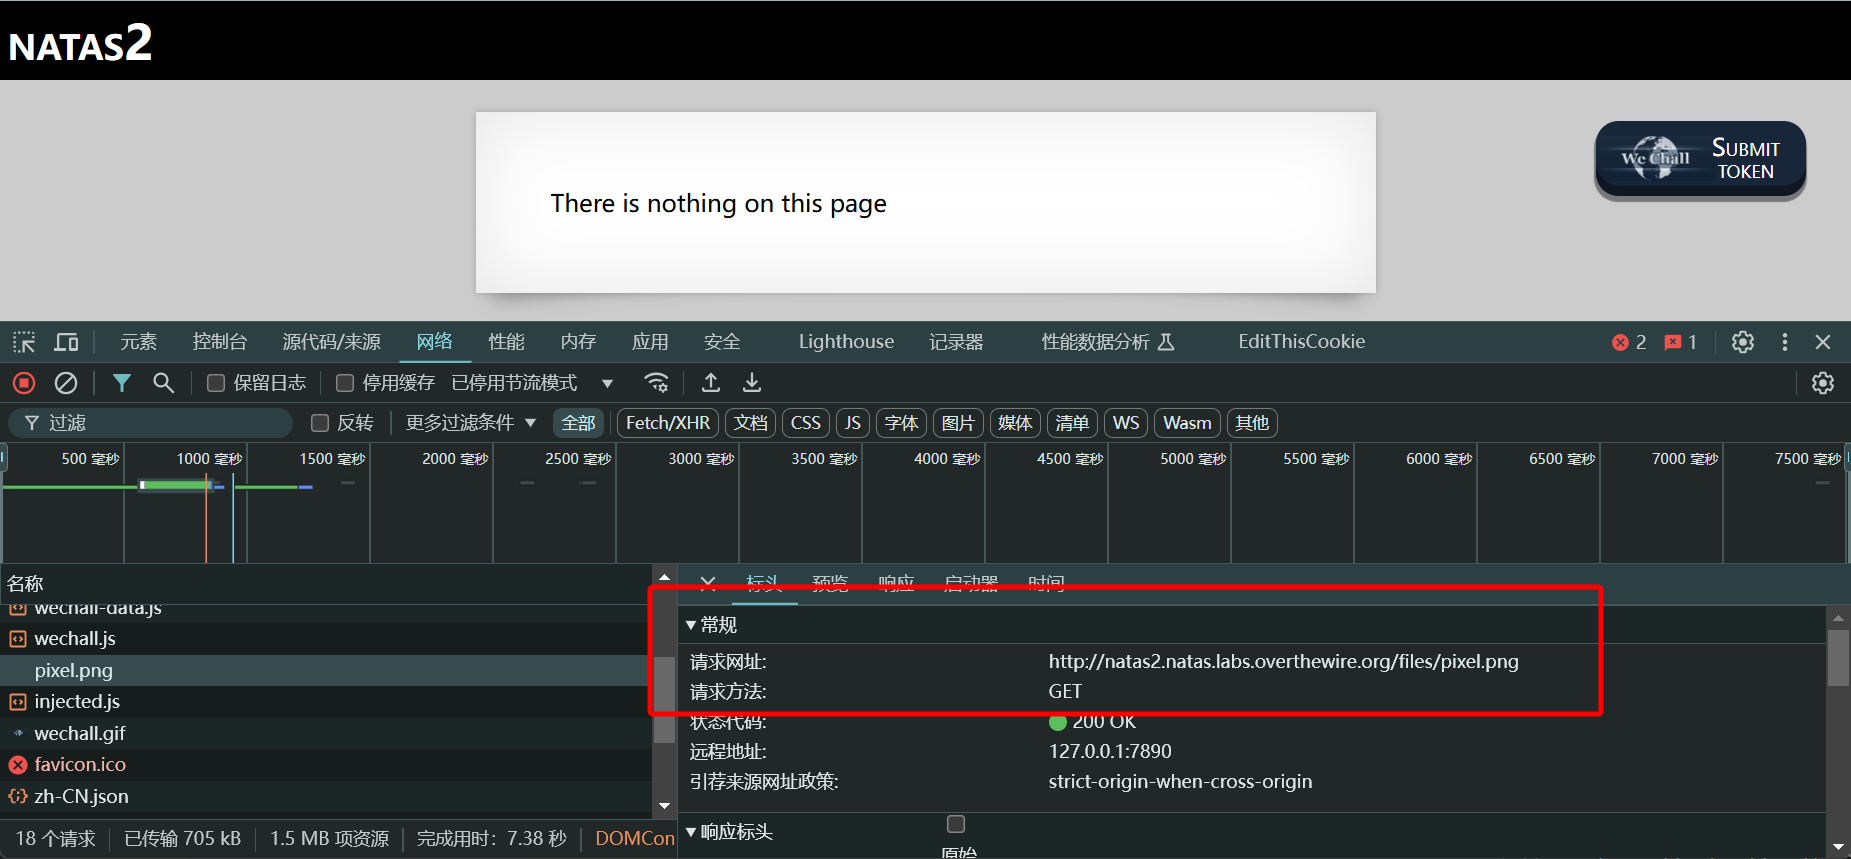 NATAS2
There is nothing on this page
We Chall
SUBMIT
TOKEN
元素 控制台 源代码/来源 网络 性能 内存 应用 安全 Lighthouse 记录器 性能数据分析 EditThisCookie 2 1
保留日志 停用缓存 已停用节流模式
过滤 反转 更多过滤条件 全部 Fetch/XHR 文档 CSS JS 字体 图片 媒体 清单 WS Wasm 其他
500 毫秒 1000 毫秒 1500 毫秒 2000 毫秒 2500 毫秒 3000 毫秒 3500 毫秒 4000 毫秒 4500 毫秒 5000 毫秒 5500 毫秒 6000 毫秒 6500 毫秒 7000 毫秒 7500 毫秒
名称
wechall-data.js
wechall.js
pixel.png
injected.js
wechall.gif
favicon.ico
zh-CN.json
18 个请求 已传输 705 kB 1.5 MB 项资源 完成用时：7.38 秒 DOMCon
标头 预览 响应 启动器 时间
常规
请求网址: http://natas2.natas.labs.overthewire.org/files/pixel.png
请求方法: GET
状态代码: 200 OK
远程地址: 127.0.0.1:7890
引荐来源网址政策: strict-origin-when-cross-origin
响应标头
原始